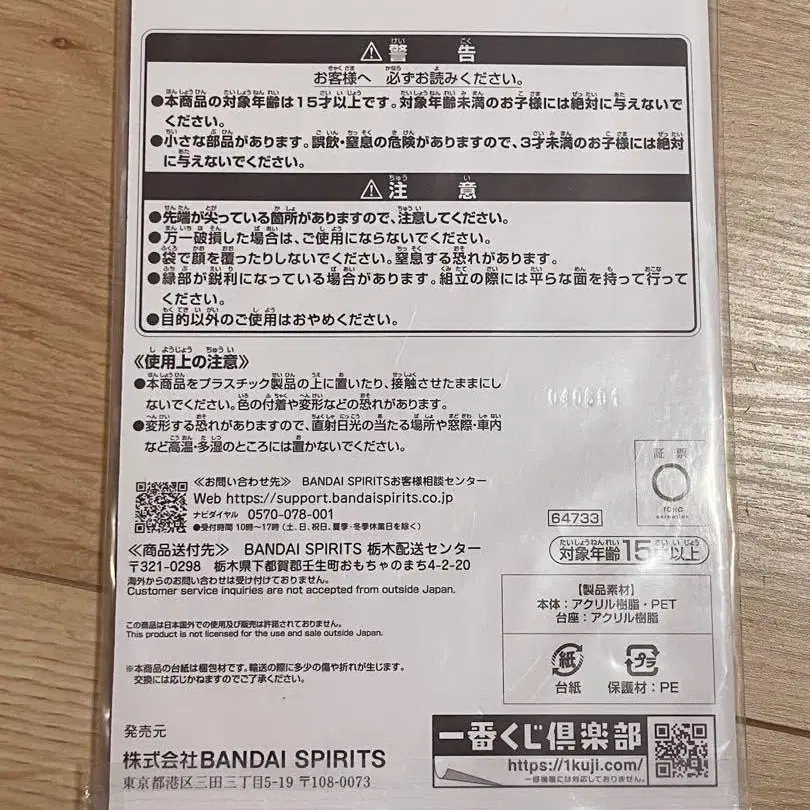 ⚠警告
お客様へ 必ずお読みください。
●本商品の対象年齢は15才以上です。対象年齢未満のお子様には絶対に与えないで
ください。
●小さな部品があります。誤飲・窒息の危険がありますので、3才未満のお子様には絶対
に与えないでください。
⚠注意
●先端が尖っている箇所がありますので、注意してください。
●万一破損した場合は、ご使用にならないでください。
●袋で顔を覆ったりしないでください。窒息する恐れがあります。
●縁部が鋭利になっている場合があります。組立の際には平らな面を持って行って
ください。
●目的以外のご使用はおやめください。
《使用上の注意》
●本商品をプラスチック製品の上に置いたり、接触させたままにし
ないでください。色の付着や変形などの恐れがあります。
●変形する恐れがありますので、直射日光の当たる場所や窓際・車内
など高温・多湿のところには置かないでください。
証票
TOHO
animation
≪お問い合わせ先≫ BANDAI SPIRITSお客様相談センター
Web https://support.bandaispirits.co.jp
ナビダイヤル 0570-078-001
●受付時間 10時〜17時(土、日、祝日、夏季・冬季休業日を除く)
64733
≪商品送付先≫ BANDAI SPIRITS 栃木配送センター
〒321-0298 栃木県下都賀郡壬生町おもちゃのまち4-2-20
海外からのお問い合わせは受け付けておりません。
Customer service inquiries are not accepted from outside Japan.
対象年齢15才以上
この商品は日本国外での使用及び販売は許諾されておりません。
This product is not licensed for the use and sale outside Japan.
【製品素材】
本体:アクリル樹脂・PET
台座:アクリル樹脂
紙
台紙
プラ
保護材:PE
※本商品の台紙は梱包材です。輸送の際に多少の傷や折れが生じます。
交換には応じかねますのでご了承ください。
発売元
株式会社BANDAI SPIRITS
東京都港区三田三丁目5-19 〒108-0073
一番くじ倶楽部
https://1kuji.com/
一部機種には対応しておりません。